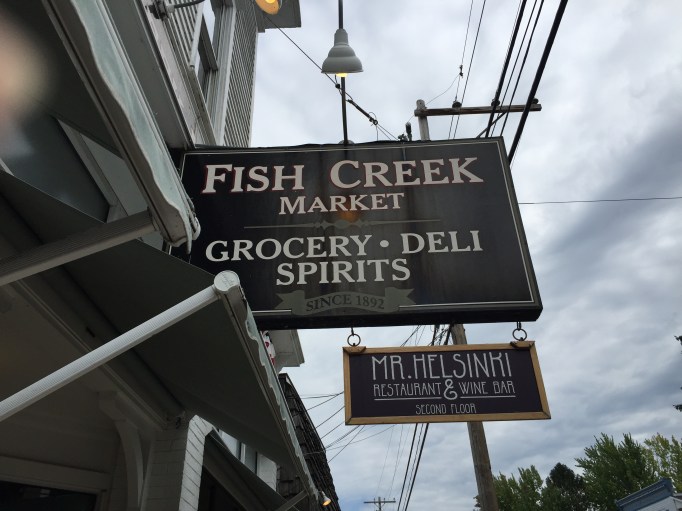 FISH CREEK
MARKET
GROCERY • DELI
SPIRITS
SINCE 1892
MR. HELSINKI
RESTAURANT & WINE BAR
SECOND FLOOR